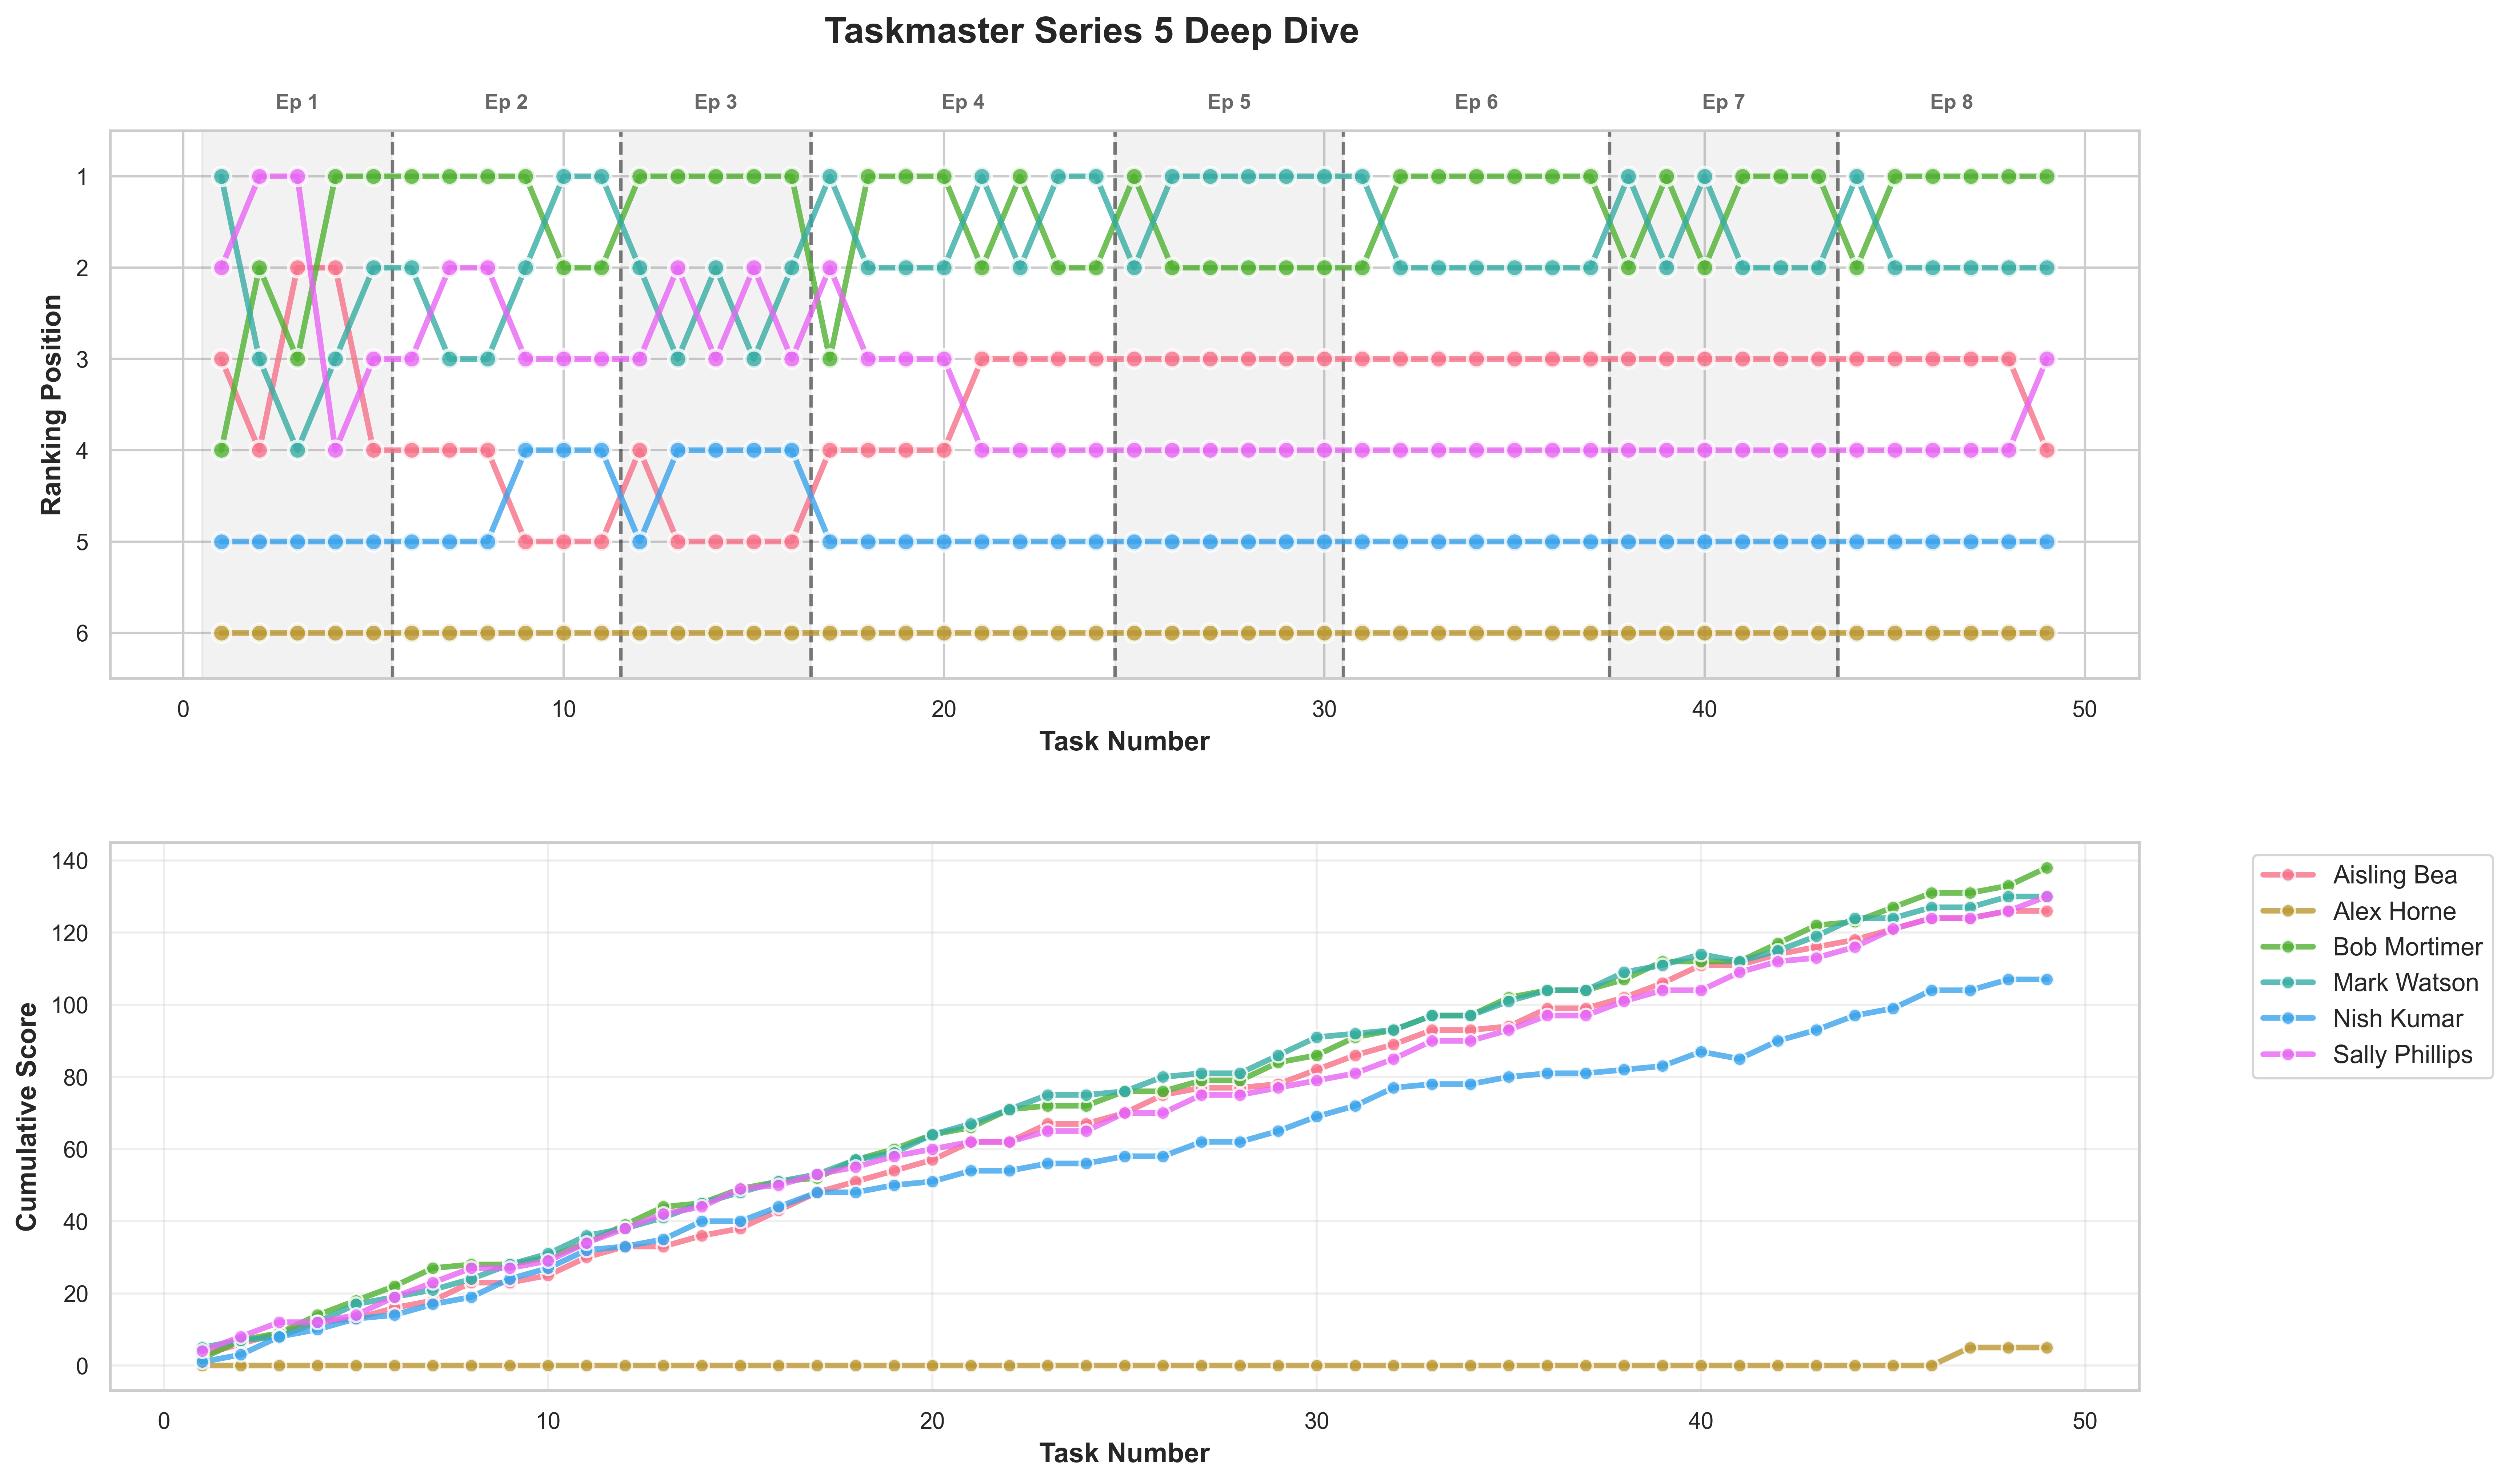 Taskmaster Series 5 Deep Dive
Ep 1 Ep 2 Ep 3 Ep 4 Ep 5 Ep 6 Ep 7 Ep 8
Ranking Position
1
2
3
4
5
6
0 10 20 30 40 50
Task Number
Cumulative Score
140
120
100
80
60
40
20
0
0 10 20 30 40 50
Task Number
Aisling Bea
Alex Horne
Bob Mortimer
Mark Watson
Nish Kumar
Sally Phillips